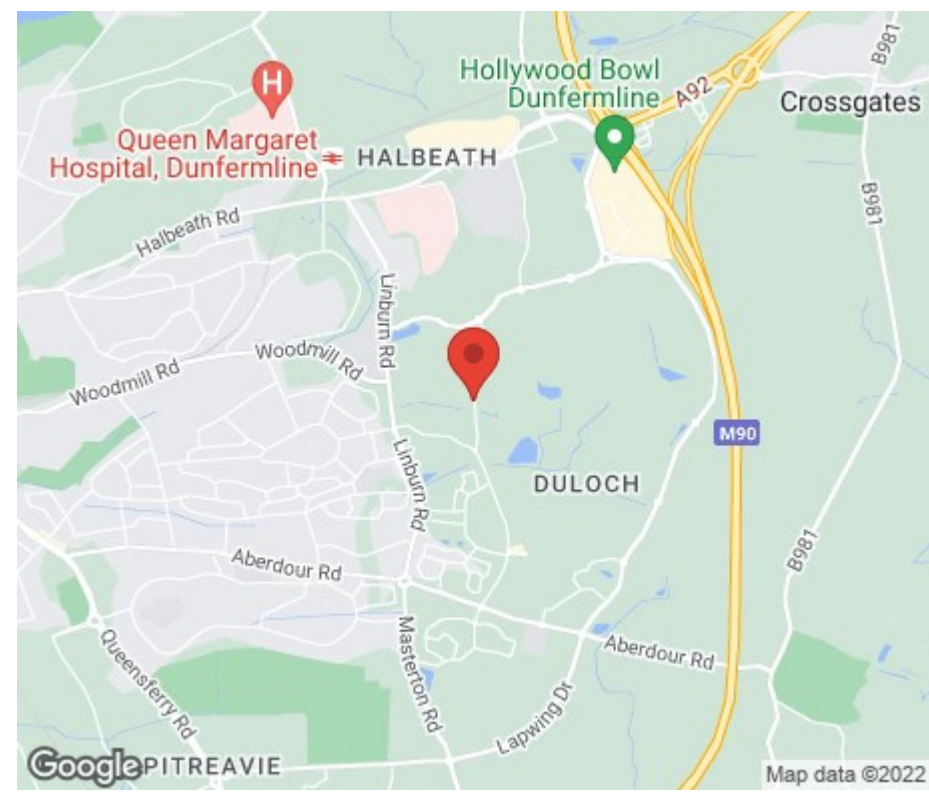 B981
Hollywood Bowl
Dunfermline
A92
Crossgates
H
Queen Margaret
Hospital, Dunfermline
HALBEATH
B981
Halbeath Rd
Linburn Rd
Woodmill Rd
Woodmill Rd
M90
Linburn Rd
DULOCH
B981
Aberdour Rd
Aberdour Rd
Masterton Rd
Queensferry Rd
Lapwing Dr
Google
PITREAVIE
Map data ©2022